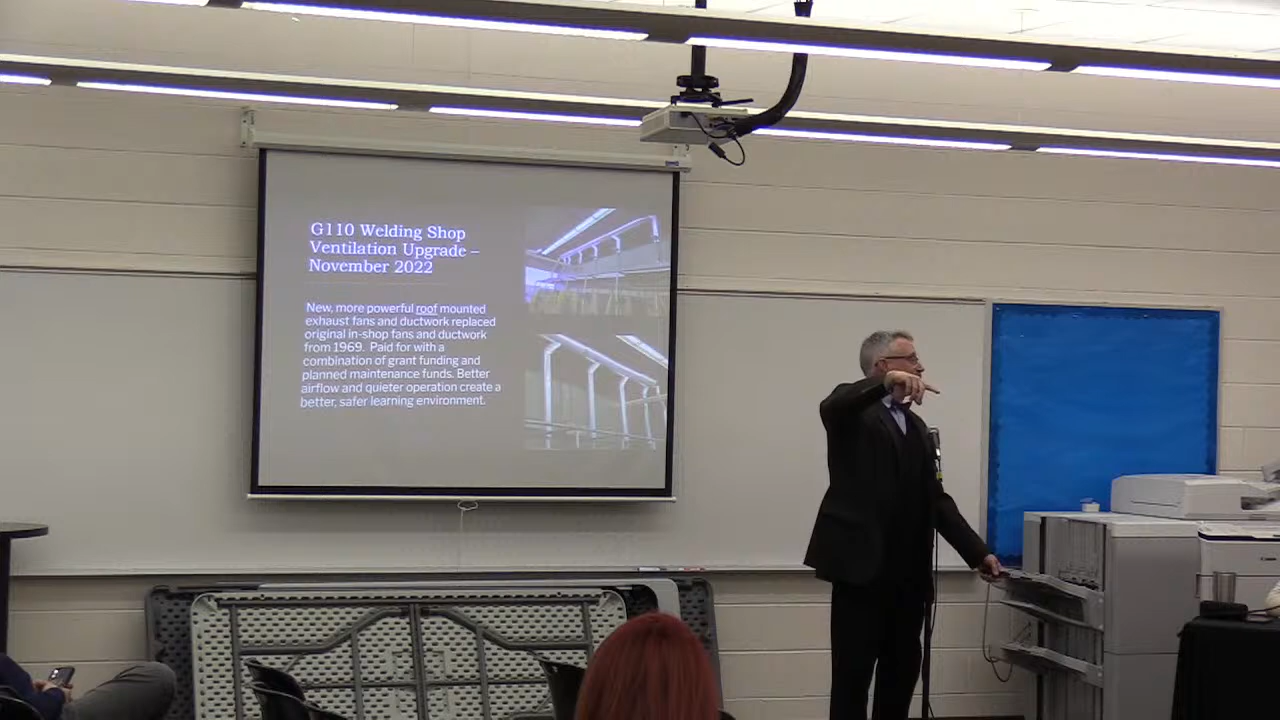 G110 Welding Shop
Ventilation Upgrade –
November 2022
New, more powerful roof mounted
exhaust fans and ductwork replaced
original in-shop fans and ductwork
from 1969. Paid for with a
combination of grant funding and
planned maintenance funds. Better
airflow and quieter operation create a
better, safer learning environment.